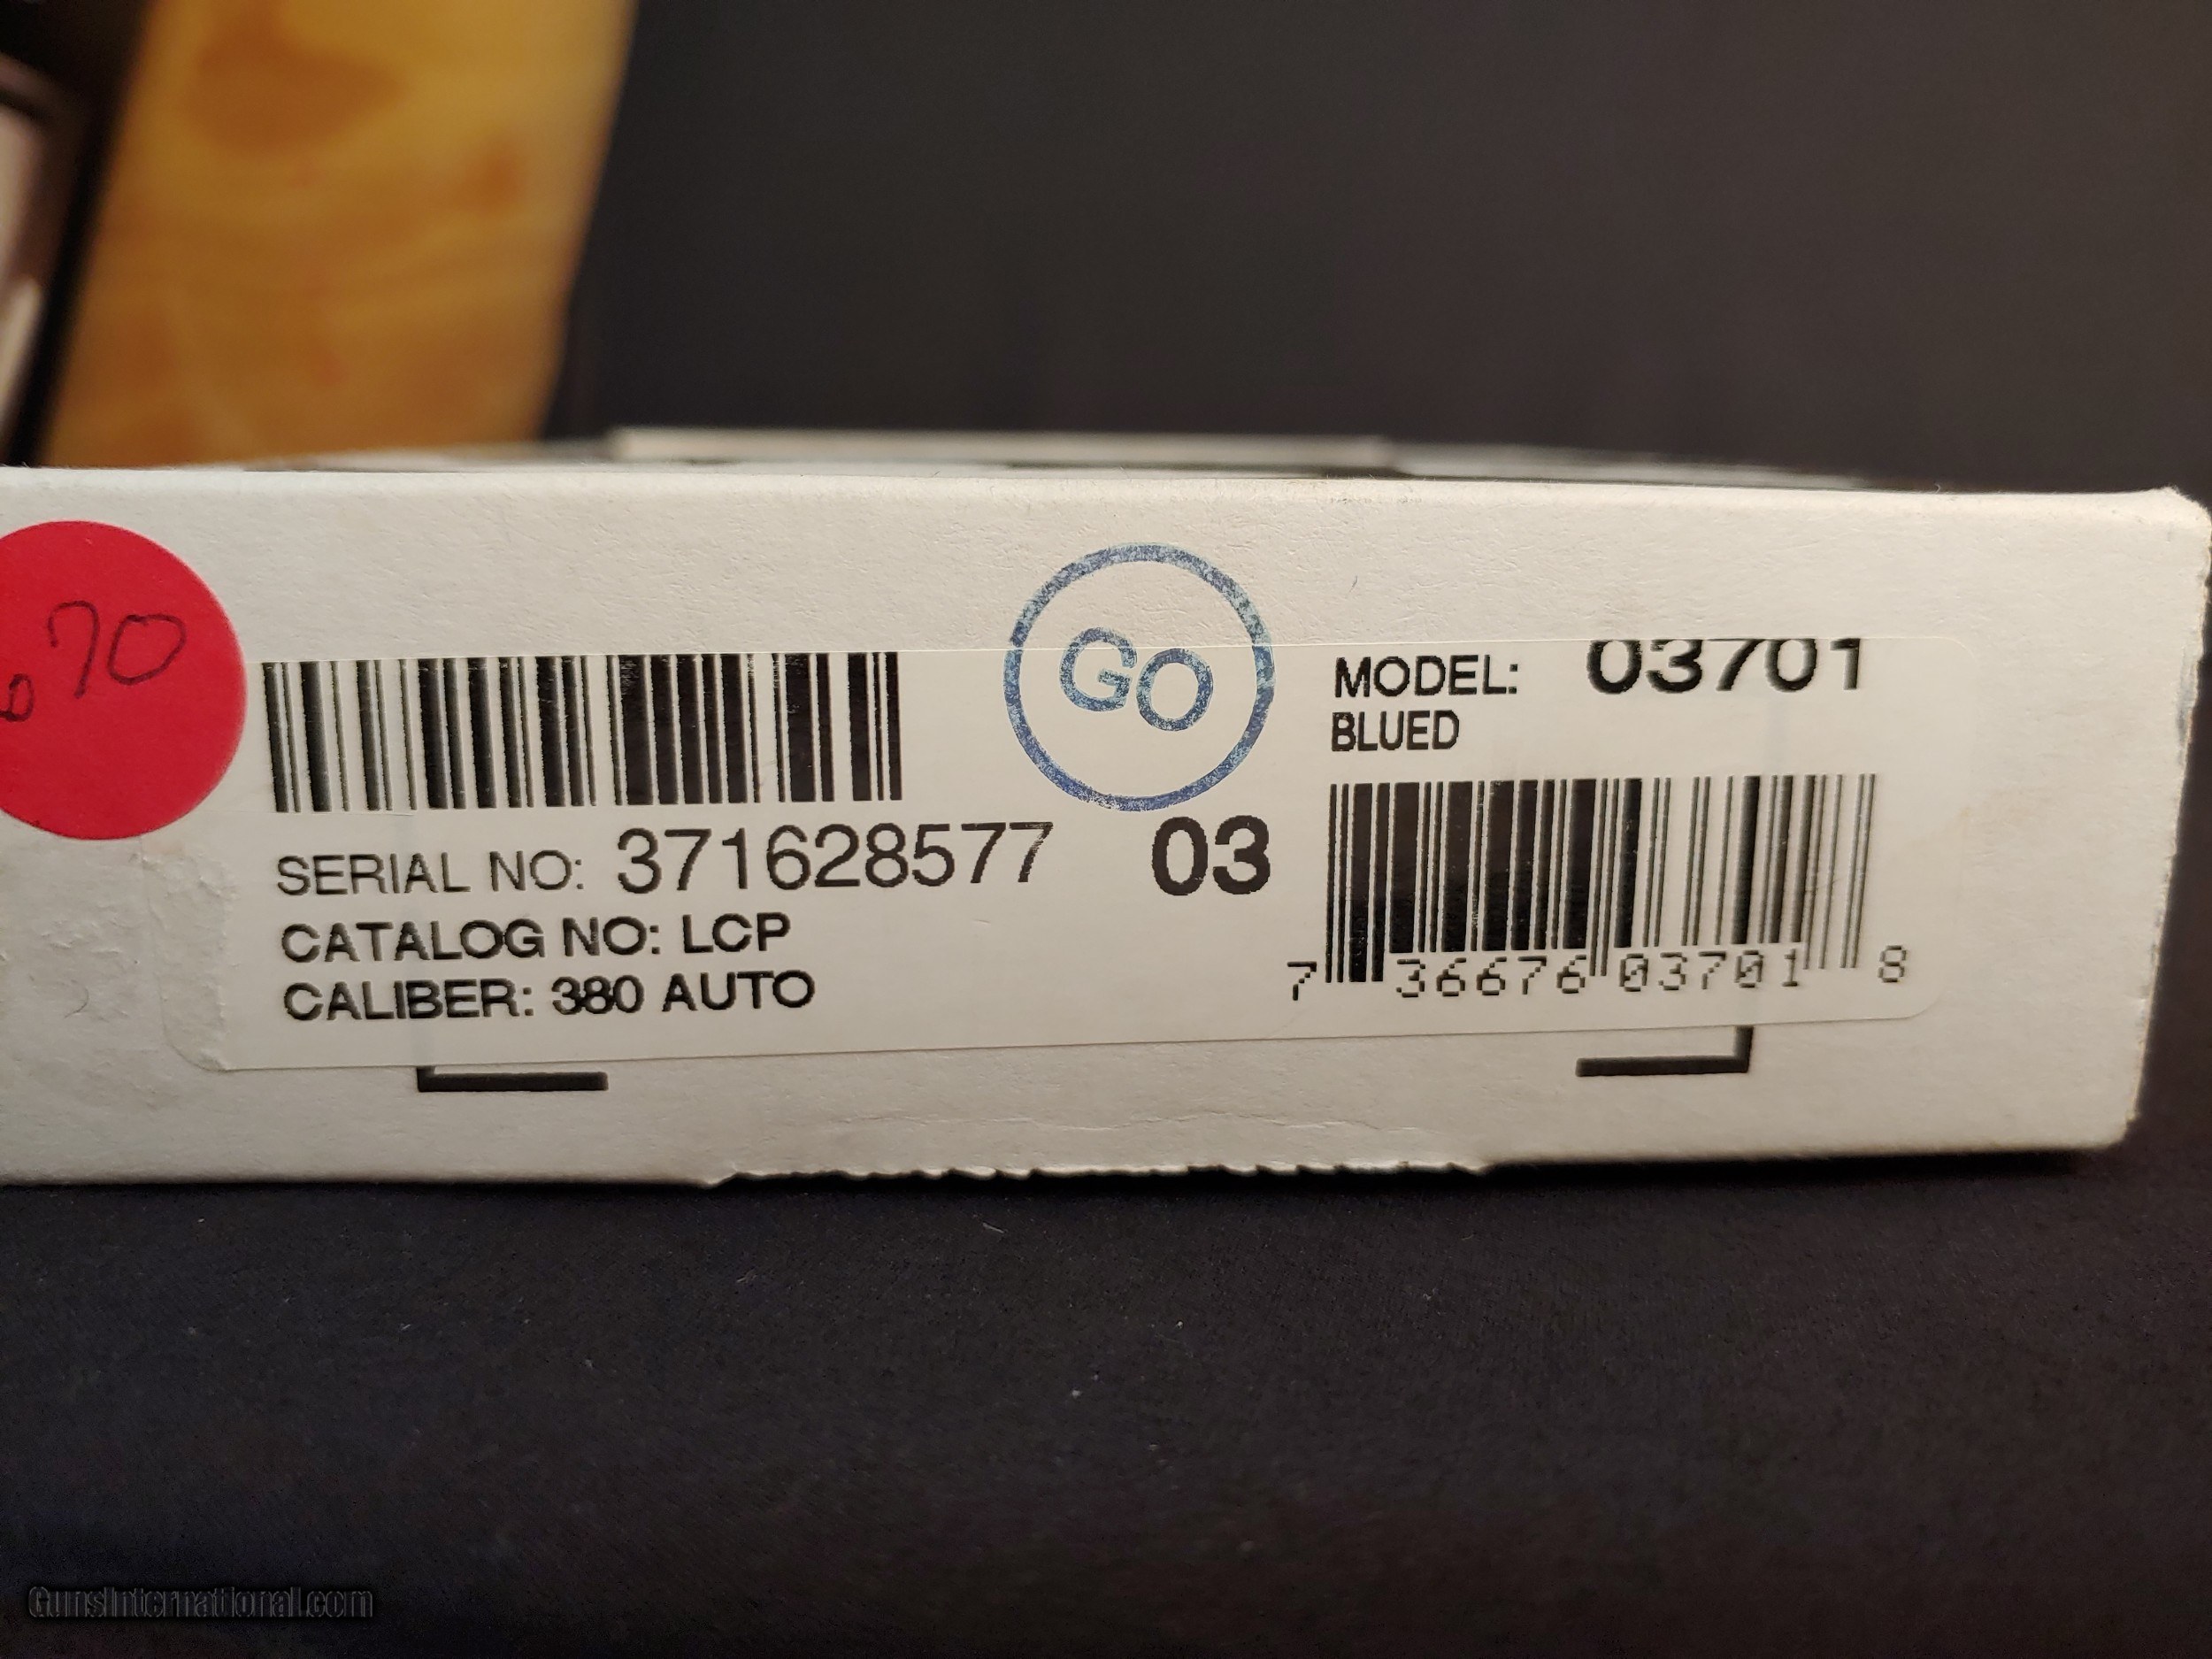 70
GO
MODEL: 03701
BLUED
SERIAL NO: 371628577 03
CATALOG NO: LCP
CALIBER: 380 AUTO
7 36676 03701 8
GunsInternational.com